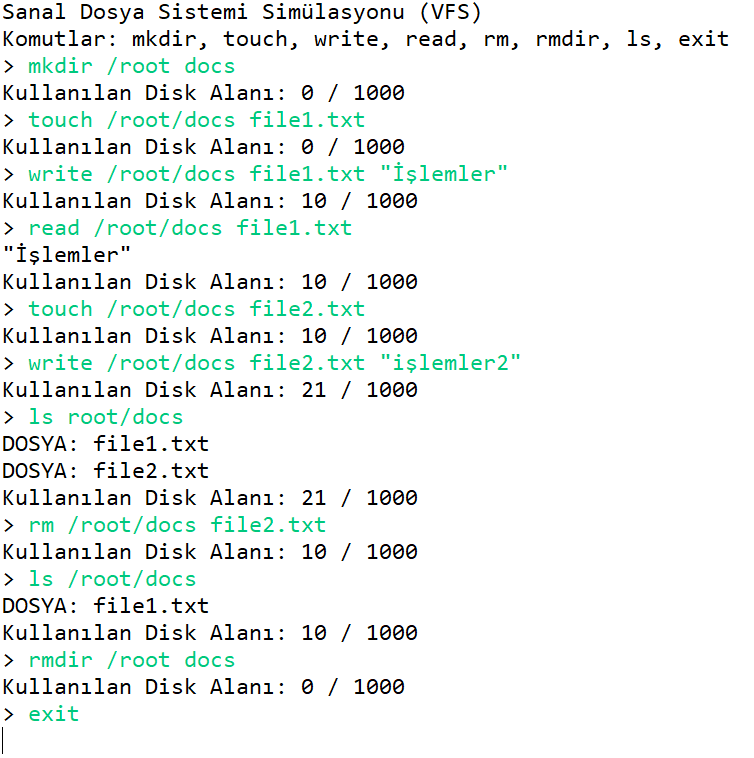 Sanal Dosya Sistemi Simülasyonu (VFS)
Komutlar: mkdir, touch, write, read, rm, rmdir, ls, exit
> mkdir /root docs
Kullanılan Disk Alanı: 0 / 1000
> touch /root/docs file1.txt
Kullanılan Disk Alanı: 0 / 1000
> write /root/docs file1.txt "İşlemler"
Kullanılan Disk Alanı: 10 / 1000
> read /root/docs file1.txt
"İşlemler"
Kullanılan Disk Alanı: 10 / 1000
> touch /root/docs file2.txt
Kullanılan Disk Alanı: 10 / 1000
> write /root/docs file2.txt "işlemler2"
Kullanılan Disk Alanı: 21 / 1000
> ls root/docs
DOSYA: file1.txt
DOSYA: file2.txt
Kullanılan Disk Alanı: 21 / 1000
> rm /root/docs file2.txt
Kullanılan Disk Alanı: 10 / 1000
> ls /root/docs
DOSYA: file1.txt
Kullanılan Disk Alanı: 10 / 1000
> rmdir /root docs
Kullanılan Disk Alanı: 0 / 1000
> exit